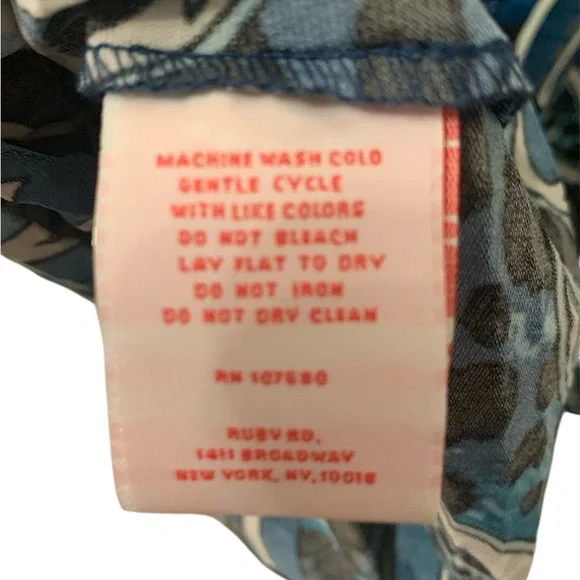 MACHINE WASH COLD
GENTLE CYCLE
WITH LIKE COLORS
DO NOT BLEACH
LAY FLAT TO DRY
DO NOT IRON
DO NOT DRY CLEAN
RN 107680
RUBY RD,
1411 BROADWAY
NEW YORK, NY,10018